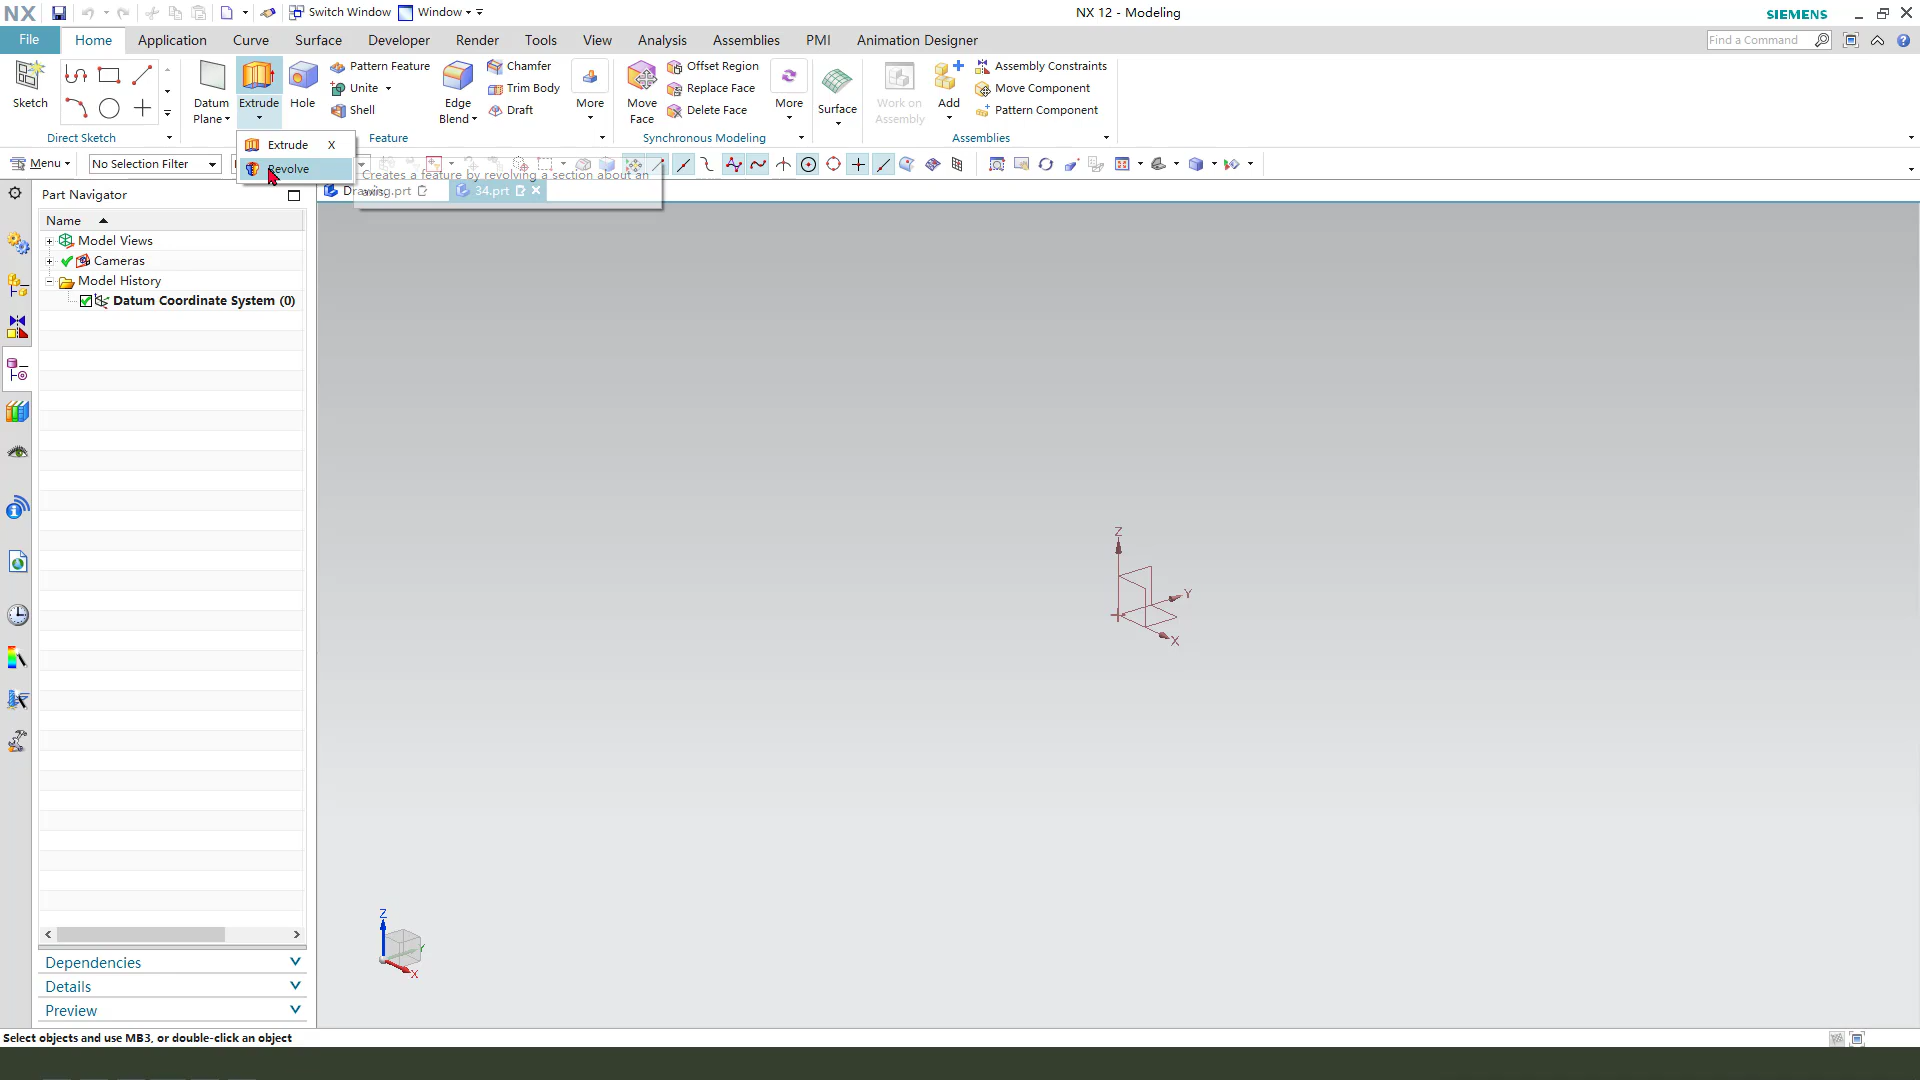 NX Switch Window Window NX 12 - Modeling SIEMENS
File Home Application Curve Surface Developer Render Tools View Analysis Assemblies PMI Animation Designer Find a Command
Sketch
Direct Sketch
Datum
Plane
Extrude
Hole
Pattern Feature
Unite
Shell
Edge
Blend
Chamfer
Trim Body
Draft
More
Feature
Move
Face
Offset Region
Replace Face
Delete Face
More
Synchronous Modeling
Surface
Work on
Assembly
Add
Assembly Constraints
Move Component
Pattern Component
Assemblies
Extrude X
Revolve
Menu No Selection Filter
Creates a feature by revolving a section about an
Drawing.prt 34.prt
Part Navigator
Name
Model Views
Cameras
Model History
Datum Coordinate System (0)
Z
Y
X
Z
Y
X
Dependencies
Details
Preview
Select objects and use MB3, or double-click an object